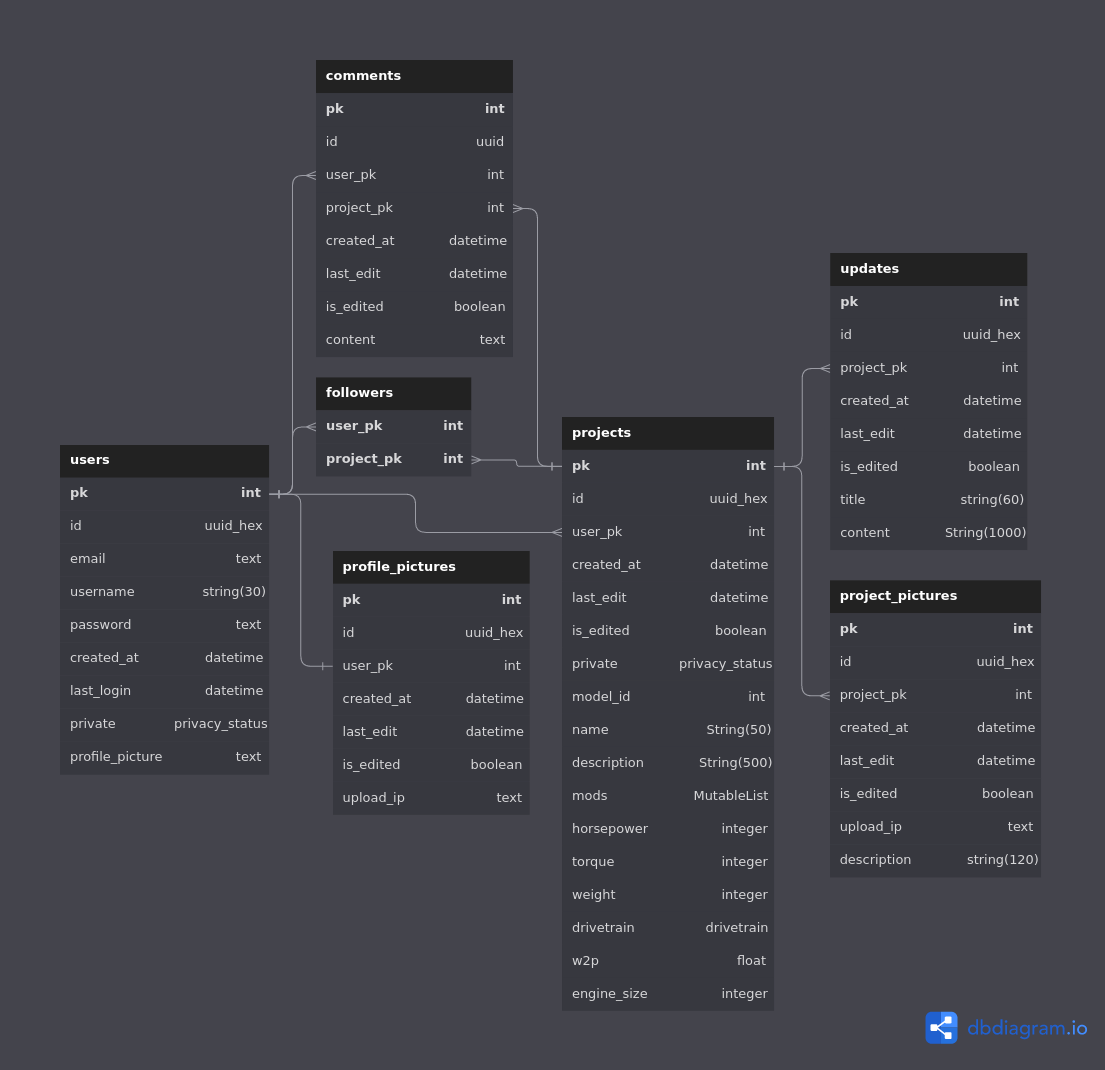 comments
pk int
id uuid
user_pk int
project_pk int
created_at datetime
last_edit datetime
is_edited boolean
content text
followers
user_pk int
project_pk int
users
pk int
id uuid_hex
email text
username string(30)
password text
created_at datetime
last_login datetime
private privacy_status
profile_picture text
profile_pictures
pk int
id uuid_hex
user_pk int
created_at datetime
last_edit datetime
is_edited boolean
upload_ip text
projects
pk int
id uuid_hex
user_pk int
created_at datetime
last_edit datetime
is_edited boolean
private privacy_status
model_id int
name String(50)
description String(500)
mods MutableList
horsepower integer
torque integer
weight integer
drivetrain drivetrain
w2p float
engine_size integer
updates
pk int
id uuid_hex
project_pk int
created_at datetime
last_edit datetime
is_edited boolean
title string(60)
content String(1000)
project_pictures
pk int
id uuid_hex
project_pk int
created_at datetime
last_edit datetime
is_edited boolean
upload_ip text
description string(120)
dbdiagram.io